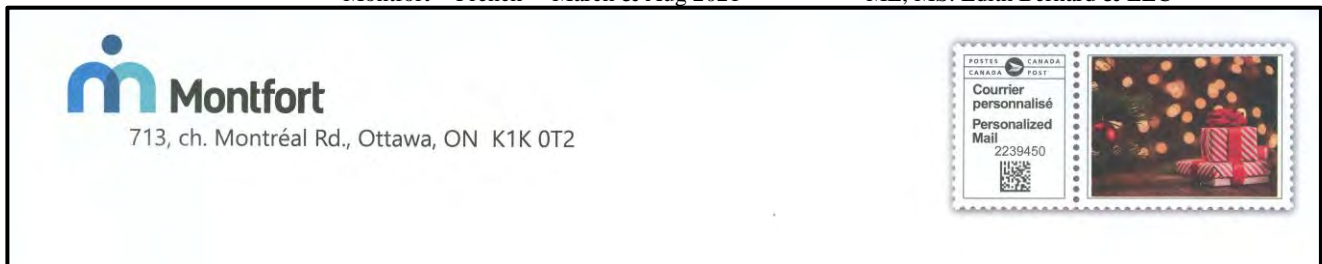 Montfort
713, ch. Montréal Rd., Ottawa, ON K1K 0T2
POSTES CANADA
CANADA POST
Courrier
personnalisé
Personalized
Mail
2239450